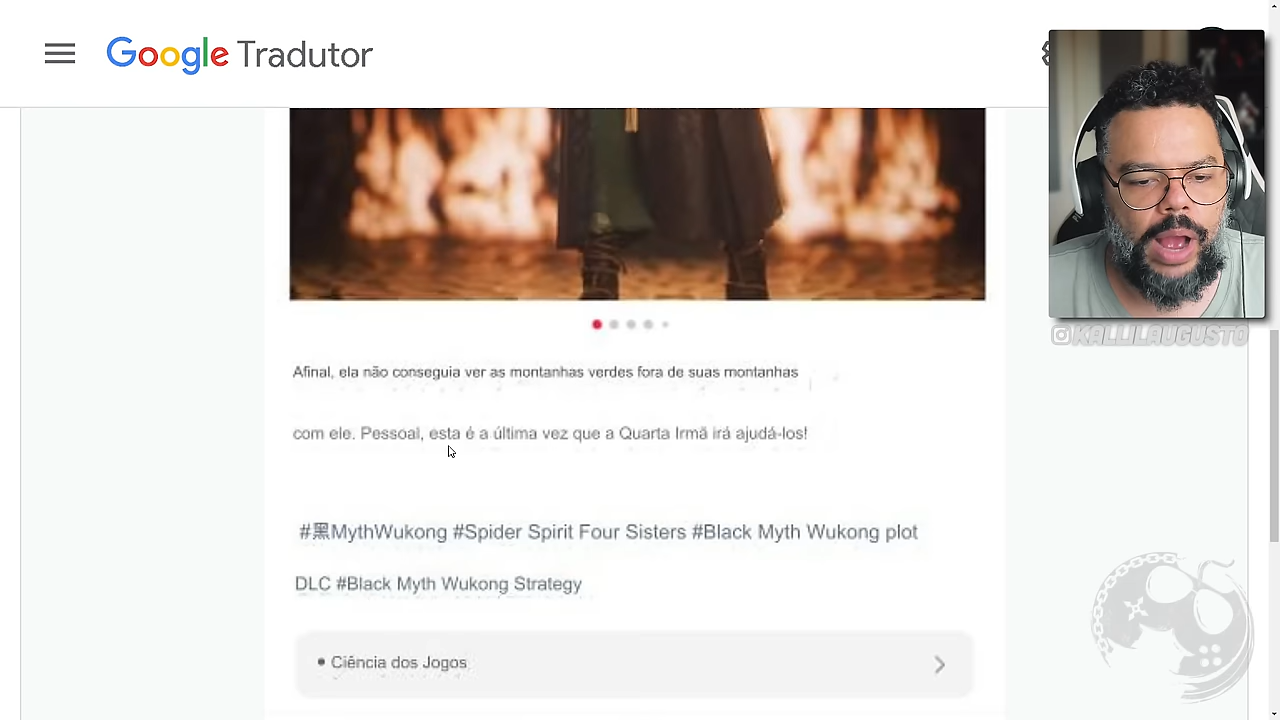 Google Tradutor
@KALLILAUGUSTO
Afinal, ela não conseguia ver as montanhas verdes fora de suas montanhas
com ele. Pessoal, esta é a última vez que a Quarta Irmã irá ajudá-los!
#黑MythWukong #Spider Spirit Four Sisters #Black Myth Wukong plot
DLC #Black Myth Wukong Strategy
• Ciência dos Jogos